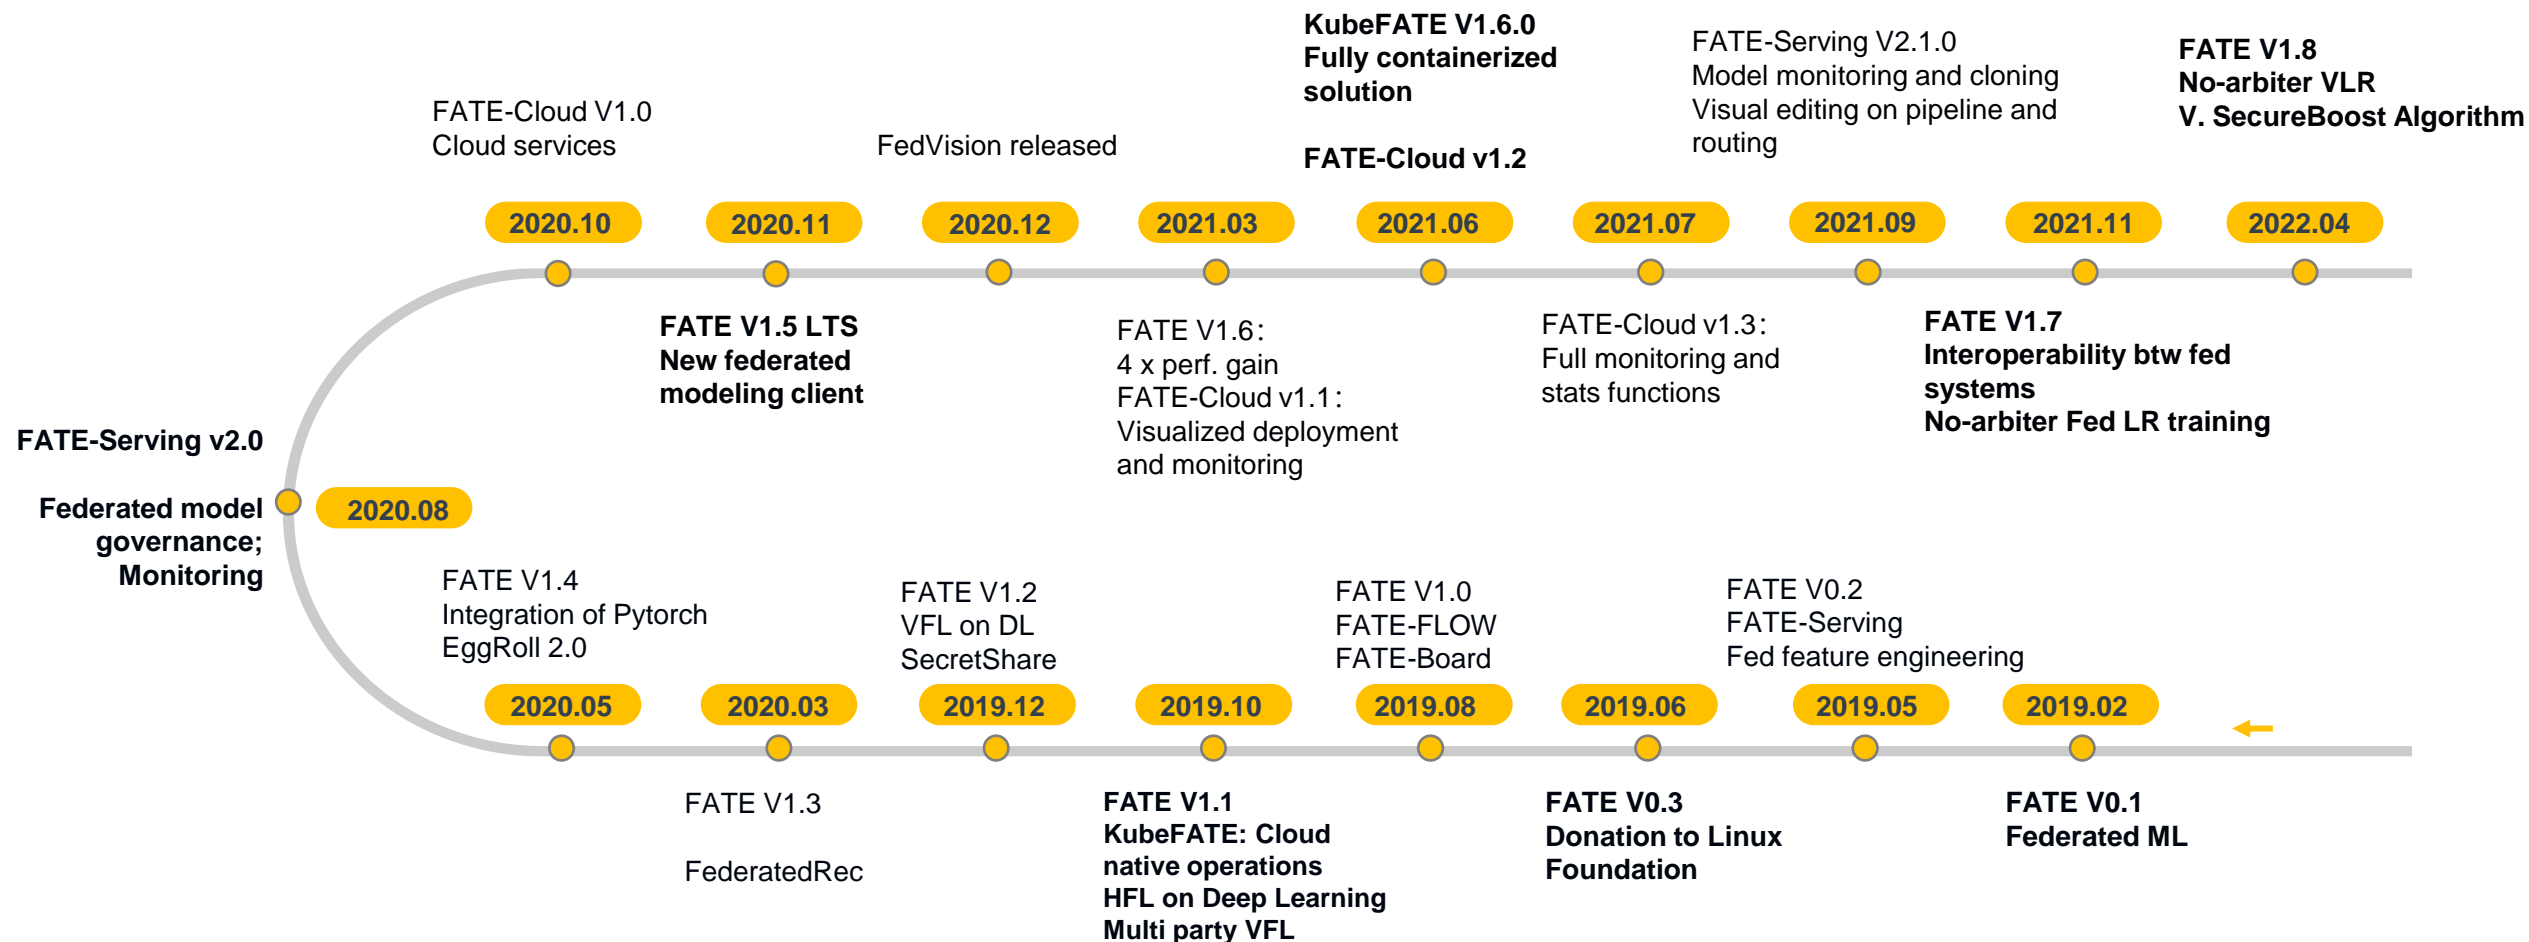 KubeFATE V1.6.0
Fully containerized
solution
FATE-Cloud v1.2
FATE-Serving V2.1.0
Model monitoring and cloning
Visual editing on pipeline and
routing
FATE V1.8
No-arbiter VLR
V. SecureBoost Algorithm
FATE-Cloud V1.0
Cloud services
FedVision released
2020.10
2020.11
2020.12
2021.03
2021.06
2021.07
2021.09
2021.11
2022.04
FATE V1.5 LTS
New federated
modeling client
FATE V1.6：
4 x perf. gain
FATE-Cloud v1.1：
Visualized deployment
and monitoring
FATE-Cloud v1.3：
Full monitoring and
stats functions
FATE V1.7
Interoperability btw fed
systems
No-arbiter Fed LR training
FATE-Serving v2.0
Federated model
governance;
Monitoring
2020.08
FATE V1.4
Integration of Pytorch
EggRoll 2.0
FATE V1.2
VFL on DL
SecretShare
FATE V1.0
FATE-FLOW
FATE-Board
FATE V0.2
FATE-Serving
Fed feature engineering
2020.05
2020.03
2019.12
2019.10
2019.08
2019.06
2019.05
2019.02
FATE V1.3
FederatedRec
FATE V1.1
KubeFATE: Cloud
native operations
HFL on Deep Learning
Multi party VFL
FATE V0.3
Donation to Linux
Foundation
FATE V0.1
Federated ML